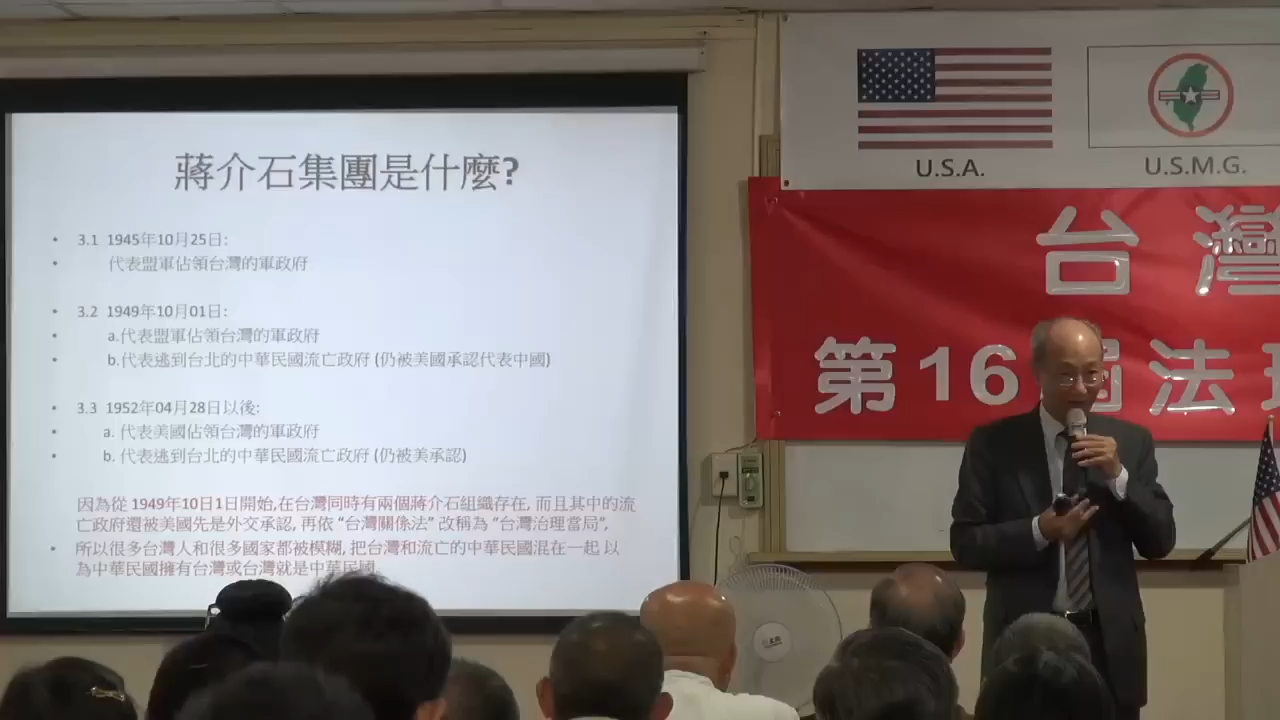 蔣介石集團是什麼?
• 3.1 1945年10月25日:
• 代表盟軍佔領台灣的軍政府
• 3.2 1949年10月01日:
• a.代表盟軍佔領台灣的軍政府
• b.代表逃到台北的中華民國流亡政府 (仍被美國承認代表中國)
• 3.3 1952年04月28日以後:
• a. 代表美國佔領台灣的軍政府
• b. 代表逃到台北的中華民國流亡政府 (仍被美承認)
因為從 1949年10日1日開始,在台灣同時有兩個蔣介石組織存在, 而且其中的流
亡政府還被美國先是外交承認, 再依 “台灣關係法” 改稱為 ”台灣治理當局”,
• 所以很多台灣人和很多國家都被模糊, 把台灣和流亡的中華民國混在一起 以
為中華民國擁有台灣或台灣就是中華民國
U.S.A.
U.S.M.G.
台灣
第16屆法